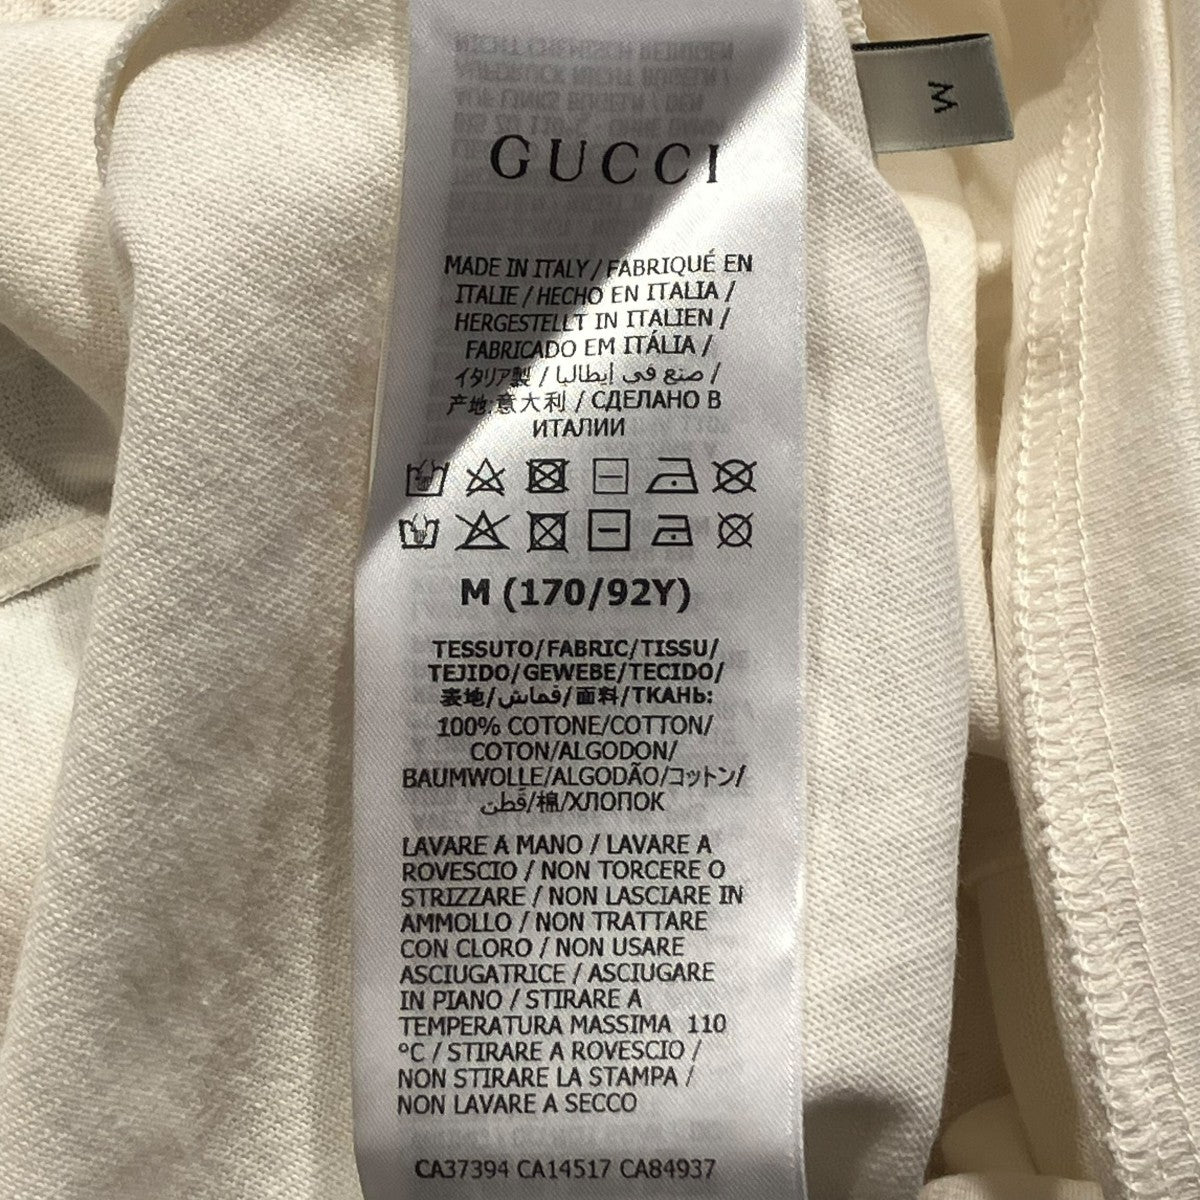 GUCCI
M
MADE IN ITALY / FABRIQUÉ EN
ITALIE / HECHO EN ITALIA /
HERGESTELLT IN ITALIEN /
FABRICADO EM ITÁLIA /
イタリア製 / صنع في إيطاليا /
产地:意大利 / СДЕЛАНО В
ИТАЛИИ
M (170/92Y)
TESSUTO/FABRIC/TISSU/
TEJIDO/GEWEBE/TECIDO/
表地/قماش/面料/ТКАНЬ:
100% COTONE/COTTON/
COTON/ALGODON/
BAUMWOLLE/ALGODÃO/コットン/
قطن/棉/ХЛОПОК
LAVARE A MANO / LAVARE A
ROVESCIO / NON TORCERE O
STRIZZARE / NON LASCIARE IN
AMMOLLO / NON TRATTARE
CON CLORO / NON USARE
ASCIUGATRICE / ASCIUGARE
IN PIANO / STIRARE A
TEMPERATURA MASSIMA 110
°C / STIRARE A ROVESCIO /
NON STIRARE LA STAMPA /
NON LAVARE A SECCO
CA37394 CA14517 CA84937